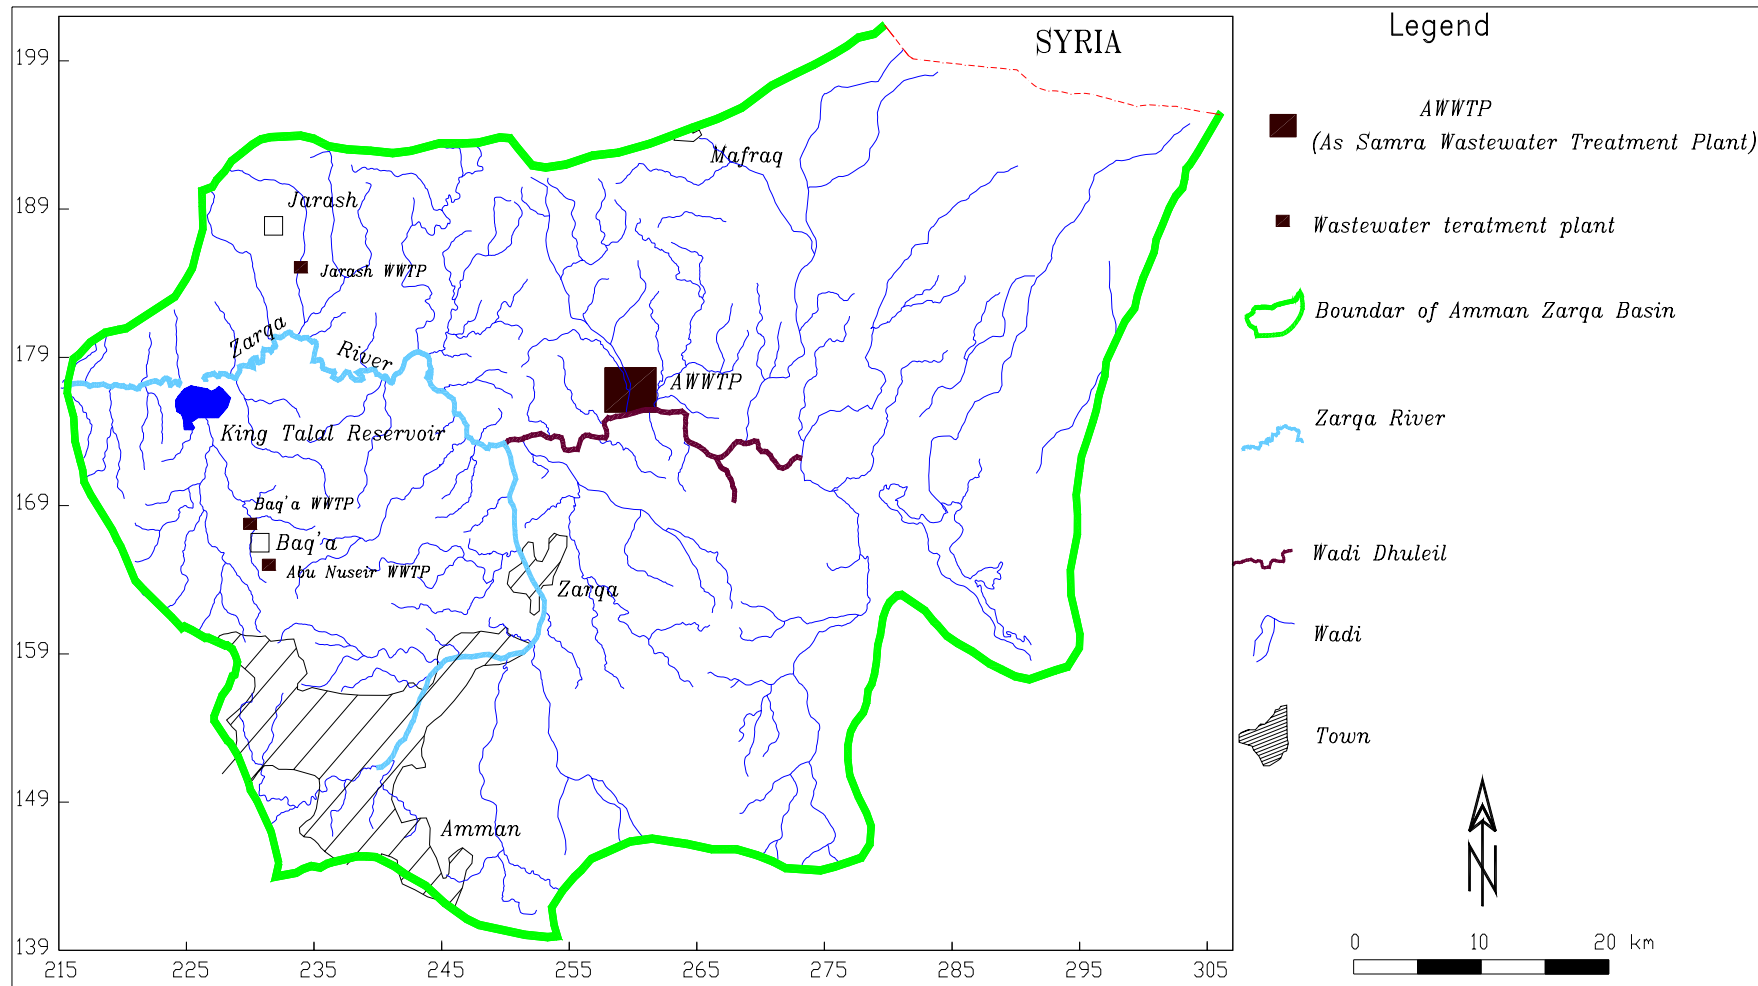 Legend
SYRIA
199
AWWTP
(As Samra Wastewater Treatment Plant)
Mafraq
189
Jarash
Wastewater teratment plant
Jarash WWTP
Boundar of Amman Zarqa Basin
Zarqa
River
179
AWWTP
Zarqa River
King Talal Reservoir
169
Baq'a WWTP
Baq'a
Wadi Dhuleil
Abu Nuseir WWTP
Zarqa
159
Wadi
Town
149
Amman
N
139
0 10 20 km
215 225 235 245 255 265 275 285 295 305